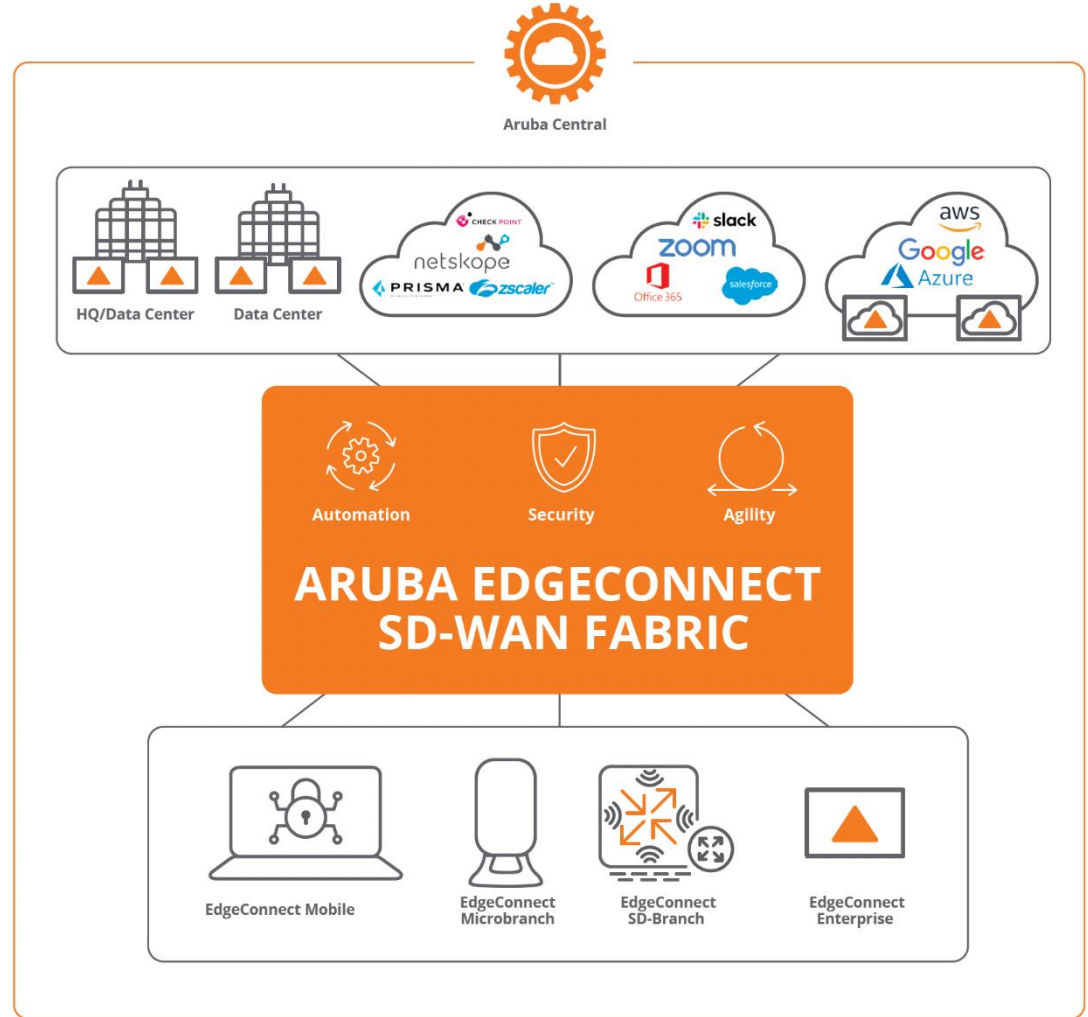 Aruba Central
CHECK POINT
netskope
PRISMA
zscaler
slack
zoom
Office 365
salesforce
aws
Google
Azure
HQ/Data Center
Data Center
Automation
Security
Agility
ARUBA EDGECONNECT
SD-WAN FABRIC
EdgeConnect Mobile
EdgeConnect
Microbranch
EdgeConnect
SD-Branch
EdgeConnect
Enterprise